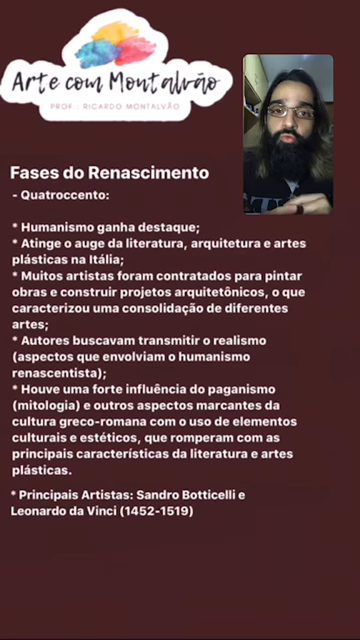 Arte com Montalvão
PROF : RICARDO MONTALVÃO
Fases do Renascimento
- Quatroccento:
* Humanismo ganha destaque;
* Atinge o auge da literatura, arquitetura e artes
plásticas na Itália;
* Muitos artistas foram contratados para pintar
obras e construir projetos arquitetônicos, o que
caracterizou uma consolidação de diferentes
artes;
* Autores buscavam transmitir o realismo
(aspectos que envolviam o humanismo
renascentista);
* Houve uma forte influência do paganismo
(mitologia) e outros aspectos marcantes da
cultura greco-romana com o uso de elementos
culturais e estéticos, que romperam com as
principais características da literatura e artes
plásticas.
* Principais Artistas: Sandro Botticelli e
Leonardo da Vinci (1452-1519)